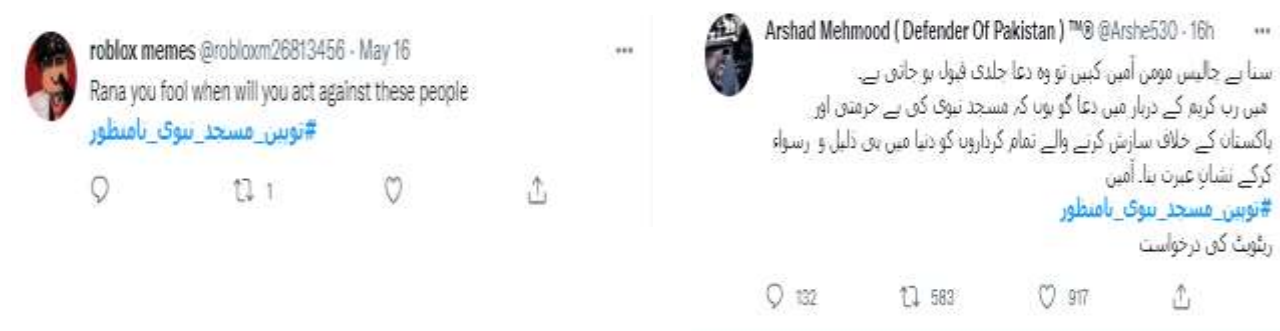 roblox memes @robloxm26813456 · May 16
Rana you fool when will you act against these people
#توہین_مسجد_نبوی_نامنظور
1
Arshad Mehmood ( Defender Of Pakistan ) ™® @Arshe530 · 16h
سنا ہے چالیس مومن آمین کہیں تو وہ دعا جلدی قبول ہو جاتی ہے۔
میں رب کریم کے دربار میں دعا گو ہوں کہ مسجد نبوی کی بے حرمتی اور
پاکستان کے خلاف سازش کرنے والے تمام کرداروں کو دنیا میں ہی ذلیل و رسواء
کرکے نشانِ عبرت بنا۔ آمین
#توہین_مسجد_نبوی_نامنظور
ریٹویٹ کی درخواست
132 583 917